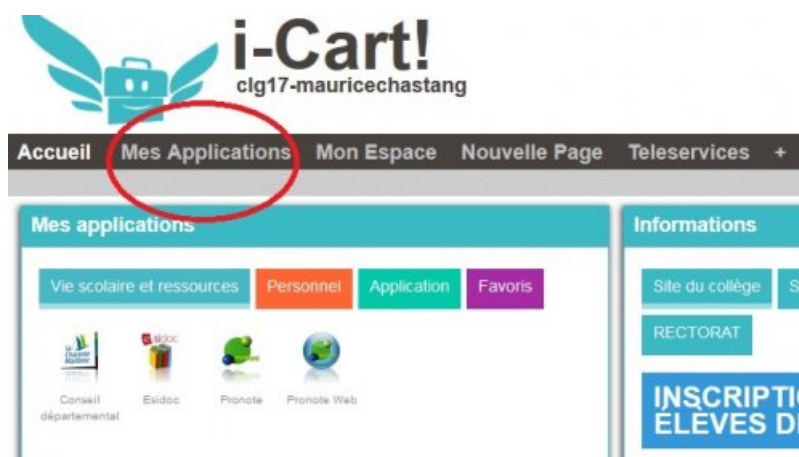 i-Cart!
clg17-mauricechastang
Accueil Mes Applications Mon Espace Nouvelle Page Teleservices +
Mes applications
Vie scolaire et ressources Personnel Application Favoris
esidoc
Conseil
départemental
Esidoc
Pronote
Pronote Web
Informations
Site du collège S
RECTORAT
INSCRIPTI
ÉLÈVES D